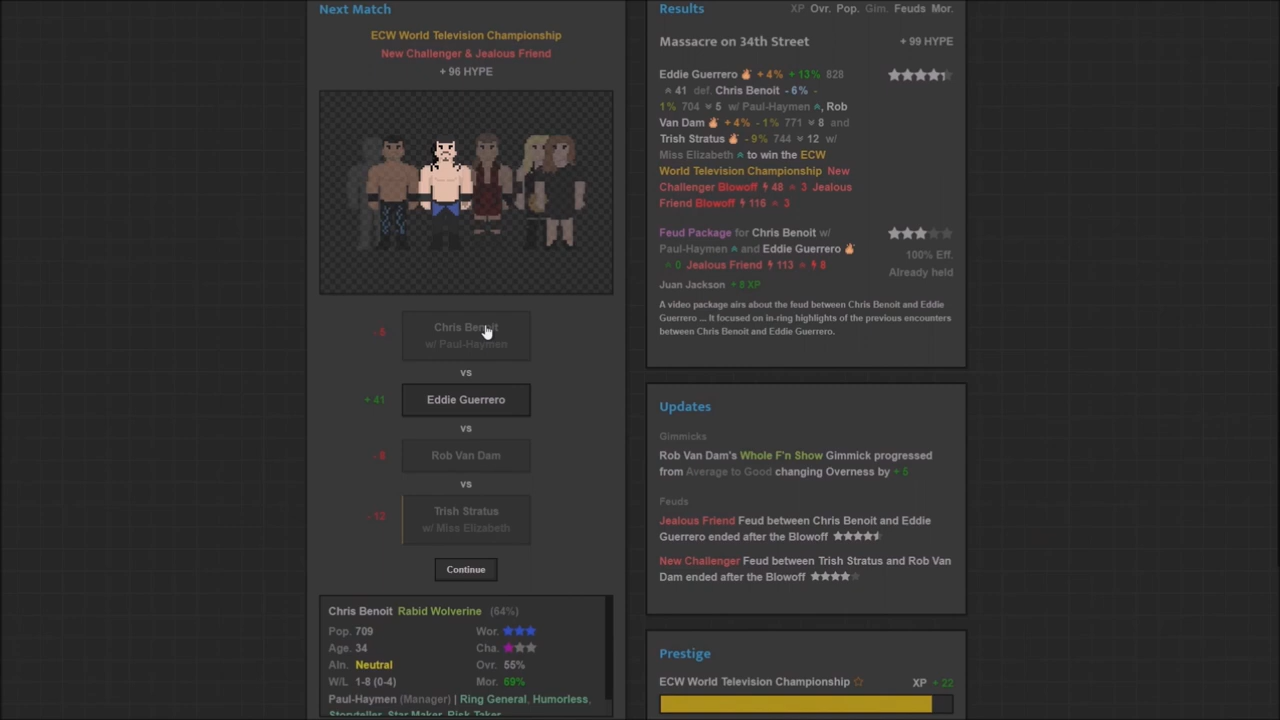 Next Match
ECW World Television Championship
New Challenger & Jealous Friend
+ 96 HYPE
- 5
Chris Benoit
w/ Paul-Haymen
vs
+ 41
Eddie Guerrero
vs
- 8
Rob Van Dam
vs
- 12
Trish Stratus
w/ Miss Elizabeth
Continue
Chris Benoit Rabid Wolverine (64%)
Pop. 709 Wor.
Age. 34 Cha.
Aln. Neutral Ovr. 55%
W/L 1-8 (0-4) Mor. 69%
Paul-Haymen (Manager) | Ring General, Humorless,
Storyteller, Star Maker, Risk Taker
Results XP Ovr. Pop. Gim. Feuds Mor.
Massacre on 34th Street + 99 HYPE
Eddie Guerrero + 4% + 13% 828
41 def. Chris Benoit - 6% -
1% 704 5 w/ Paul-Haymen , Rob
Van Dam + 4% - 1% 771 8 and
Trish Stratus - 9% 744 12 w/
Miss Elizabeth to win the ECW
World Television Championship New
Challenger Blowoff 48 3 Jealous
Friend Blowoff 116 3
Feud Package for Chris Benoit w/
Paul-Haymen and Eddie Guerrero
0 Jealous Friend 113 8
100% Eff.
Already held
Juan Jackson + 8 XP
A video package airs about the feud between Chris Benoit and Eddie
Guerrero ... It focused on in-ring highlights of the previous encounters
between Chris Benoit and Eddie Guerrero.
Updates
Gimmicks
Rob Van Dam's Whole F'n Show Gimmick progressed
from Average to Good changing Overness by + 5
Feuds
Jealous Friend Feud between Chris Benoit and Eddie
Guerrero ended after the Blowoff
New Challenger Feud between Trish Stratus and Rob Van
Dam ended after the Blowoff
Prestige
ECW World Television Championship XP + 22